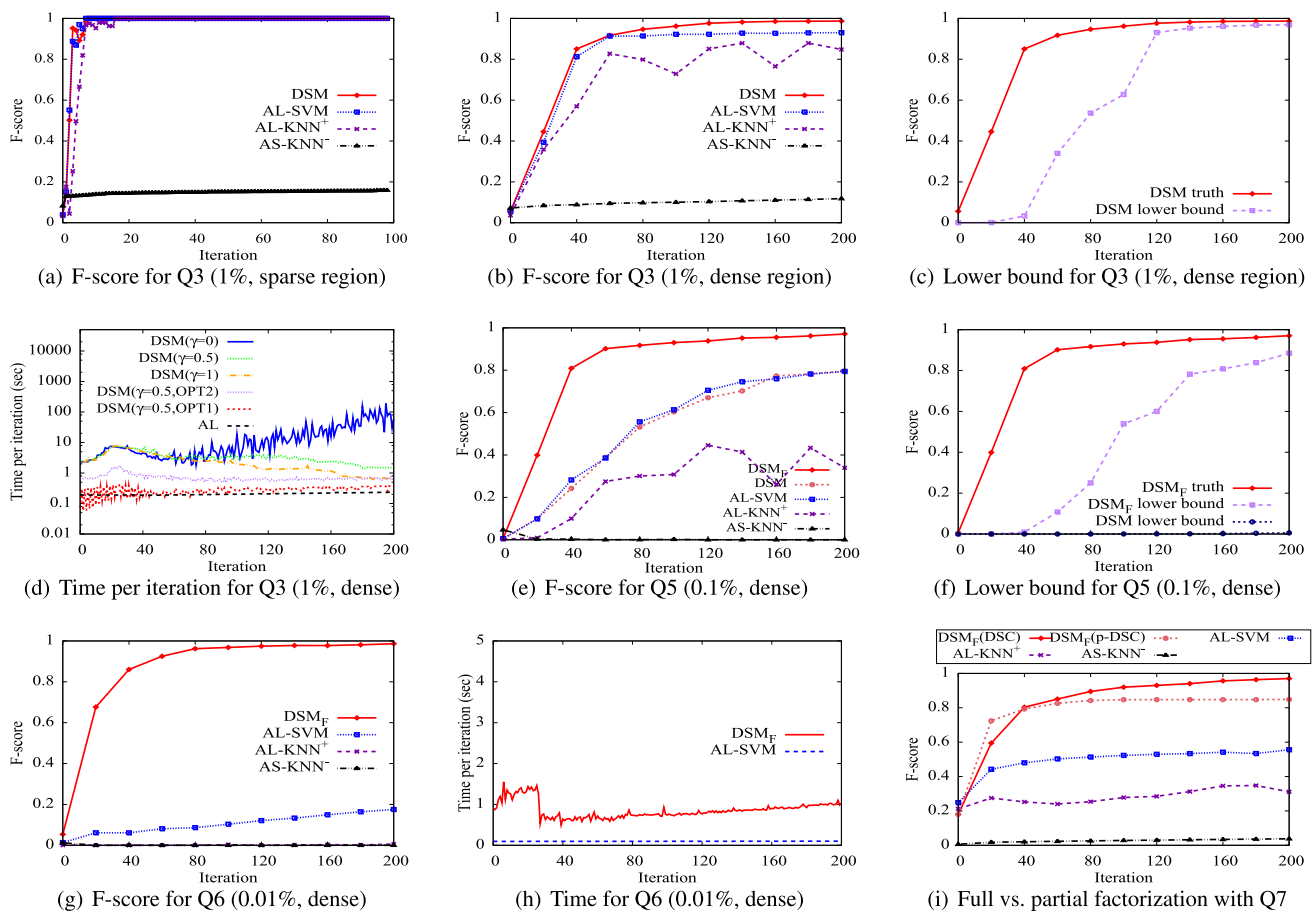 1
0.8
0.6
0.4
0.2
0
F-score
DSM
AL-SVM
AL-KNN+
AS-KNN-
0 20 40 60 80 100
Iteration
(a) F-score for Q3 (1%, sparse region)
1
0.8
0.6
0.4
0.2
0
F-score
DSM
AL-SVM
AL-KNN+
AS-KNN-
0 40 80 120 160 200
Iteration
(b) F-score for Q3 (1%, dense region)
1
0.8
0.6
0.4
0.2
0
F-score
DSM truth
DSM lower bound
0 40 80 120 160 200
Iteration
(c) Lower bound for Q3 (1%, dense region)
10000
1000
100
10
1
0.1
0.01
Time per iteration (sec)
DSM(γ=0)
DSM(γ=0.5)
DSM(γ=1)
DSM(γ=0.5,OPT2)
DSM(γ=0.5,OPT1)
AL
0 40 80 120 160 200
Iteration
(d) Time per iteration for Q3 (1%, dense)
1
0.8
0.6
0.4
0.2
0
F-score
DSMF
DSM
AL-SVM
AL-KNN+
AS-KNN-
0 40 80 120 160 200
Iteration
(e) F-score for Q5 (0.1%, dense)
1
0.8
0.6
0.4
0.2
0
F-score
DSMF truth
DSMF lower bound
DSM lower bound
0 40 80 120 160 200
Iteration
(f) Lower bound for Q5 (0.1%, dense)
1
0.8
0.6
0.4
0.2
0
F-score
DSMF
AL-SVM
AL-KNN+
AS-KNN-
0 40 80 120 160 200
Iteration
(g) F-score for Q6 (0.01%, dense)
5
4
3
2
1
0
Time per iteration (sec)
DSMF
AL-SVM
0 40 80 120 160 200
Iteration
(h) Time for Q6 (0.01%, dense)
DSMF(DSC) DSMF(p-DSC) AL-SVM
AL-KNN+ AS-KNN-
1
0.8
0.6
0.4
0.2
0
F-score
0 40 80 120 160 200
Iteration
(i) Full vs. partial factorization with Q7